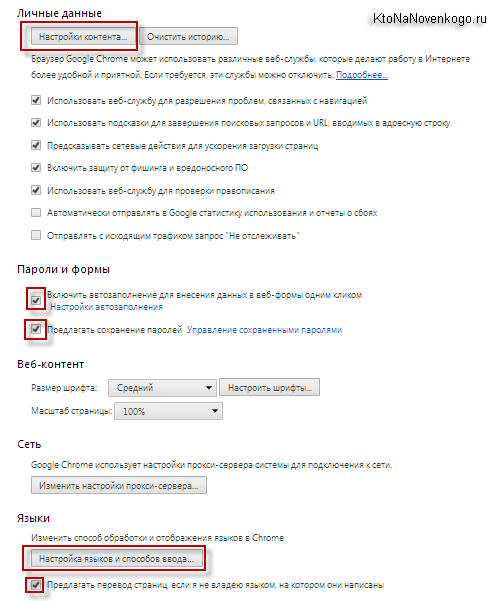 KtoNaNovenkogo.ru
Личные данные
Настройки контента... Очистить историю...
Браузер Google Chrome может использовать различные веб-службы, которые делают работу в Интернете
более удобной и приятной. Если требуется, эти службы можно отключить. Подробнее...
Использовать веб-службу для разрешения проблем, связанных с навигацией
Использовать подсказки для завершения поисковых запросов и URL, вводимых в адресную строку
Предсказывать сетевые действия для ускорения загрузки страниц
Включить защиту от фишинга и вредоносного ПО
Использовать веб-службу для проверки правописания
Автоматически отправлять в Google статистику использования и отчеты о сбоях
Отправлять с исходящим трафиком запрос "Не отслеживать"
Пароли и формы
Включить автозаполнение для внесения данных в веб-формы одним кликом
Настройки автозаполнения
Предлагать сохранение паролей Управление сохраненными паролями
Веб-контент
Размер шрифта: Средний Настроить шрифты...
Масштаб страницы: 100%
Сеть
Google Chrome использует настройки прокси-сервера системы для подключения к сети.
Изменить настройки прокси-сервера...
Языки
Изменить способ обработки и отображения языков в Chrome
Настройка языков и способов ввода...
Предлагать перевод страниц, если я не владею языком, на котором они написаны